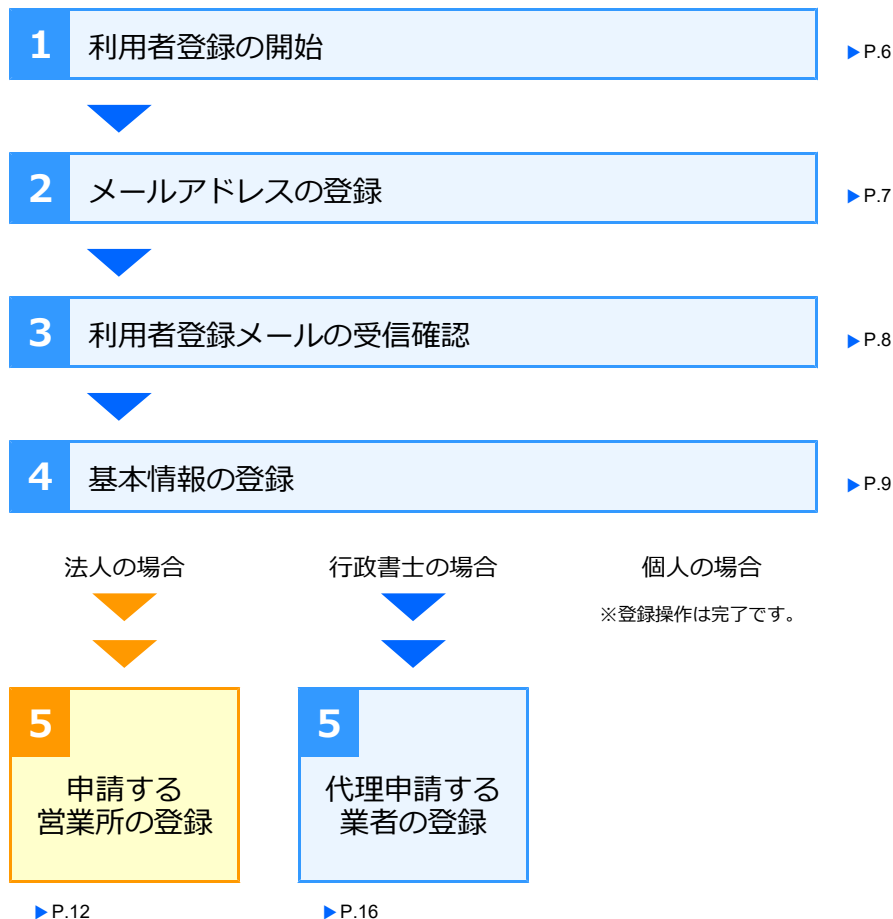 1 利用者登録の開始 ▶P.6
2 メールアドレスの登録 ▶P.7
3 利用者登録メールの受信確認 ▶P.8
4 基本情報の登録 ▶P.9
法人の場合
行政書士の場合
個人の場合
※登録操作は完了です。
5
申請する
営業所の登録
▶P.12
5
代理申請する
業者の登録
▶P.16